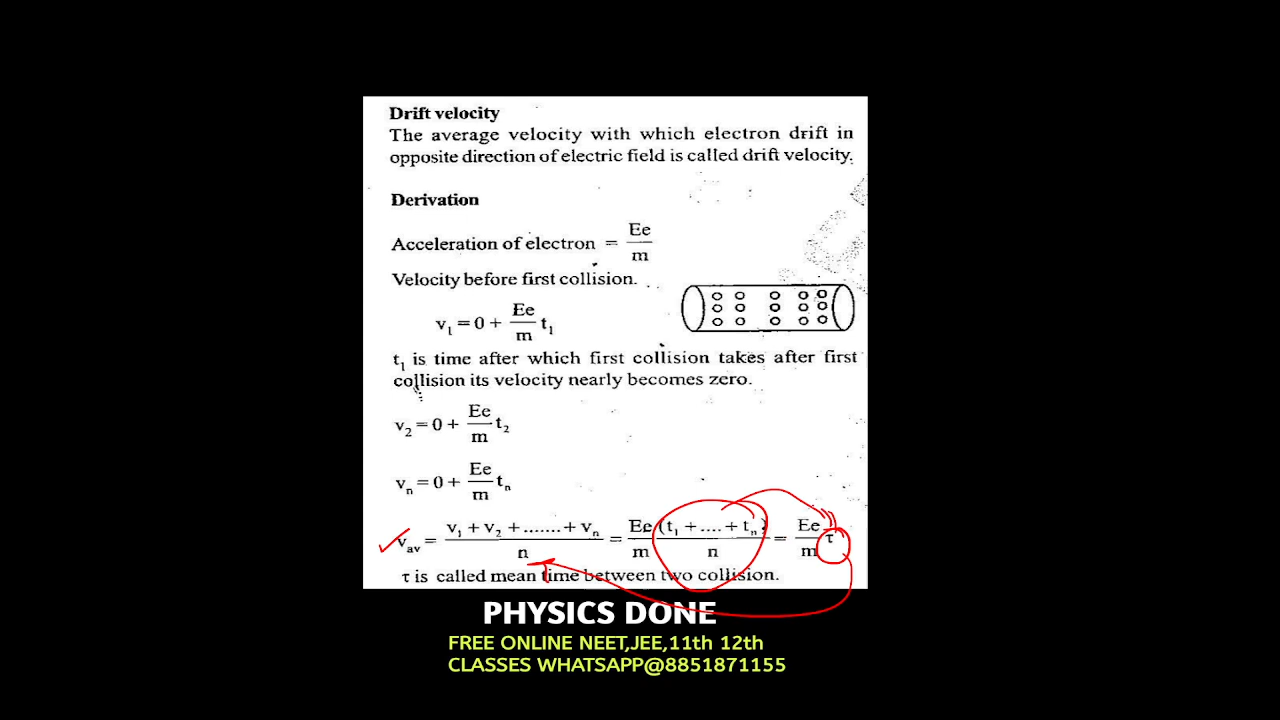 Drift velocity
The average velocity with which electron drift in
opposite direction of electric field is called drift velocity.
Derivation
Acceleration of electron = Ee/m
Velocity before first collision.
v₁ = 0 + Ee/m t₁
t₁ is time after which first collision takes after first
collision its velocity nearly becomes zero.
v₂ = 0 + Ee/m t₂
vₙ = 0 + Ee/m tₙ
v_av = (v₁ + v₂ + ....... + vₙ)/n = Ee/m (t₁ + .... + tₙ)/n = Ee/m τ
τ is called mean time between two collision.
PHYSICS DONE
FREE ONLINE NEET,JEE,11th 12th
CLASSES WHATSAPP@8851871155